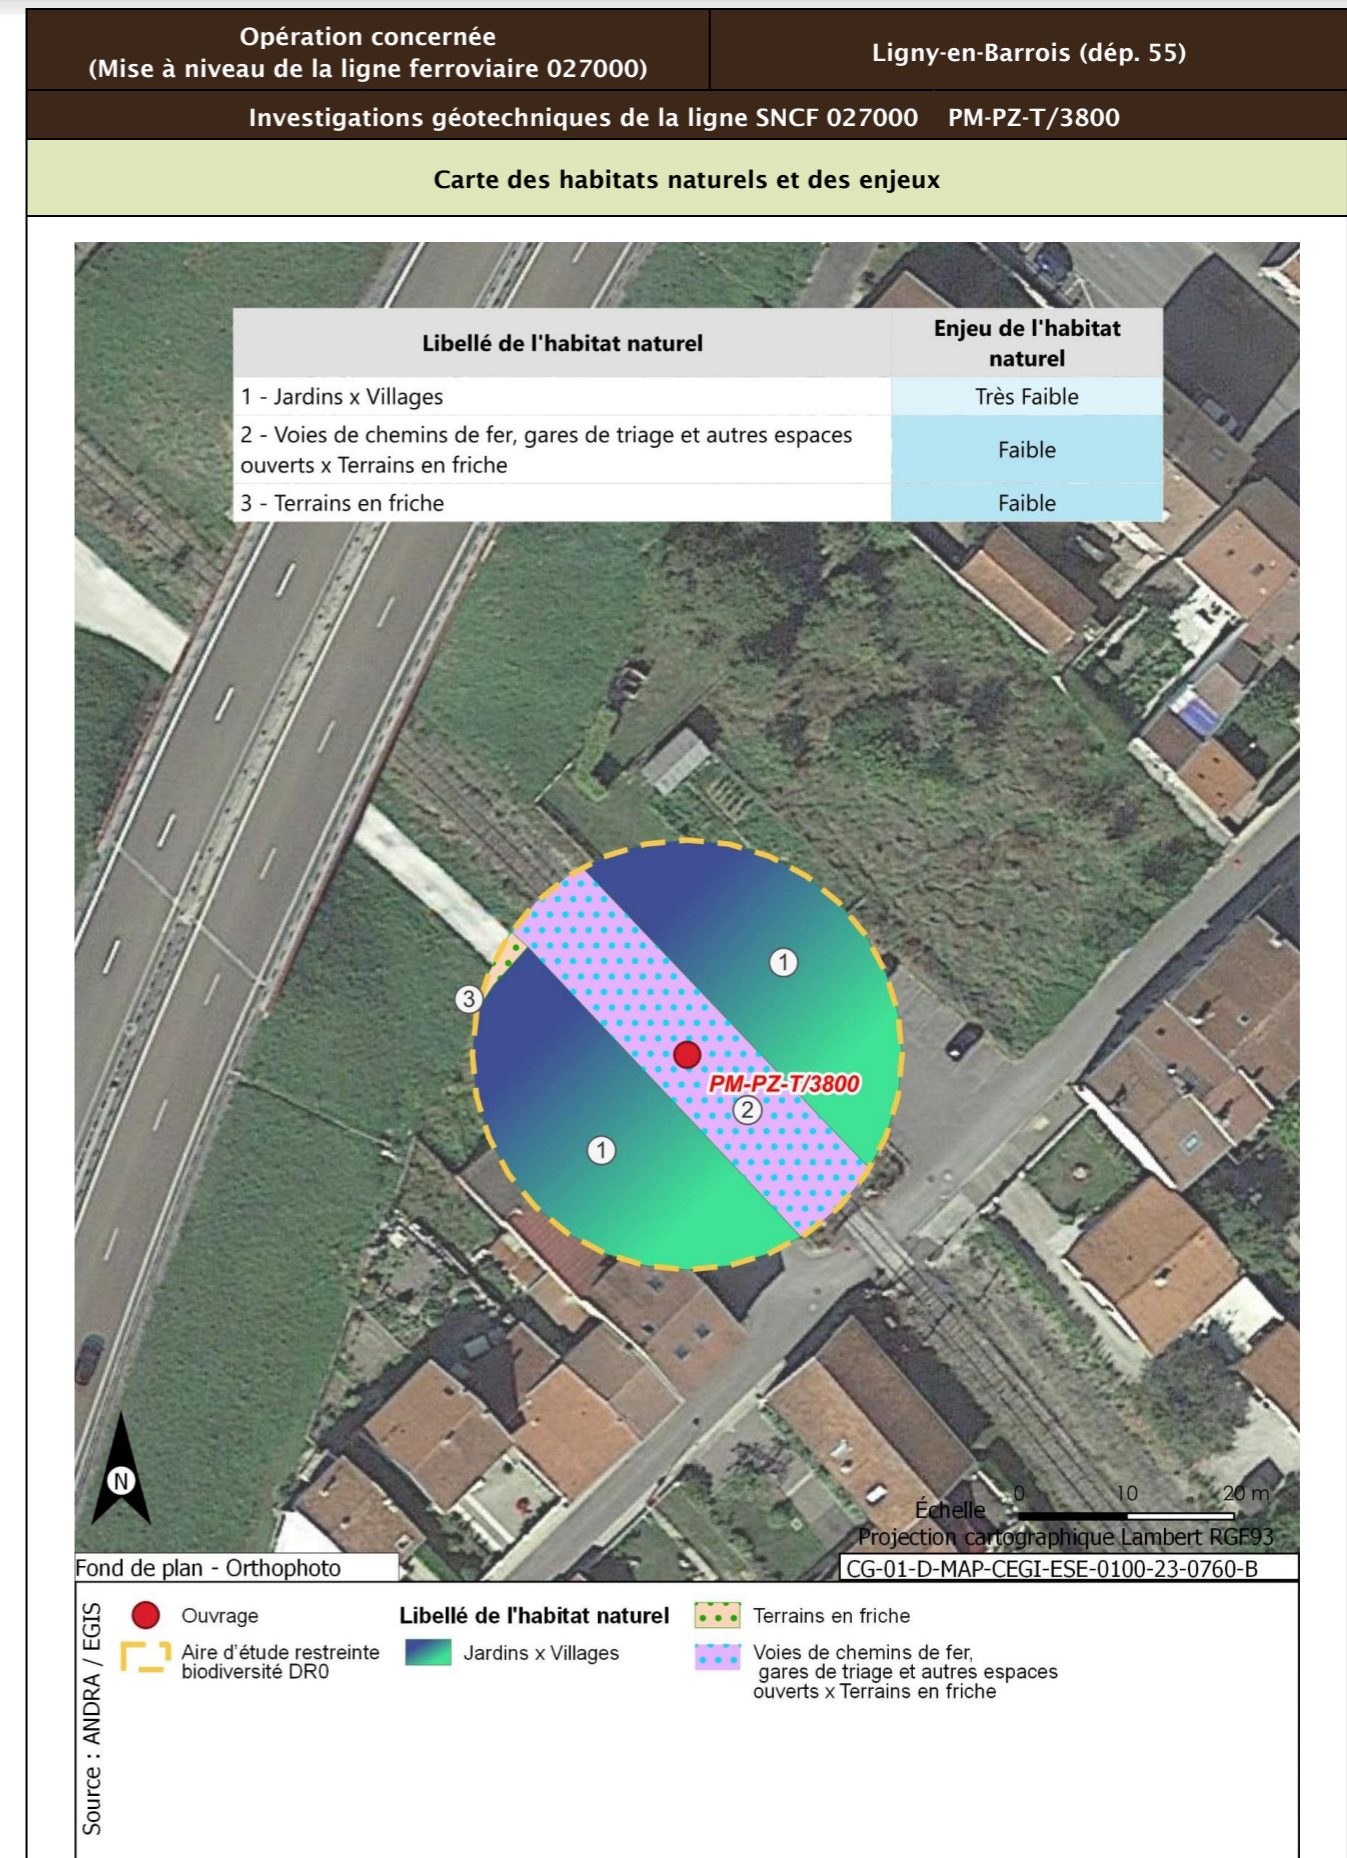 Opération concernée
(Mise à niveau de la ligne ferroviaire 027000)
Ligny-en-Barrois (dép. 55)
Investigations géotechniques de la ligne SNCF 027000 PM-PZ-T/3800
Carte des habitats naturels et des enjeux
Libellé de l'habitat naturel
Enjeu de l'habitat
naturel
1 - Jardins x Villages
Très Faible
2 - Voies de chemins de fer, gares de triage et autres espaces
ouverts x Terrains en friche
Faible
3 - Terrains en friche
Faible
1
3
PM-PZ-T/3800
2
1
N
Échelle
0 10 20 m
Projection cartographique Lambert RGF93
Fond de plan - Orthophoto
CG-01-D-MAP-CEGI-ESE-0100-23-0760-B
Source : ANDRA / EGIS
Ouvrage
Aire d'étude restreinte
biodiversité DR0
Libellé de l'habitat naturel
Jardins x Villages
Terrains en friche
Voies de chemins de fer,
gares de triage et autres espaces
ouverts x Terrains en friche